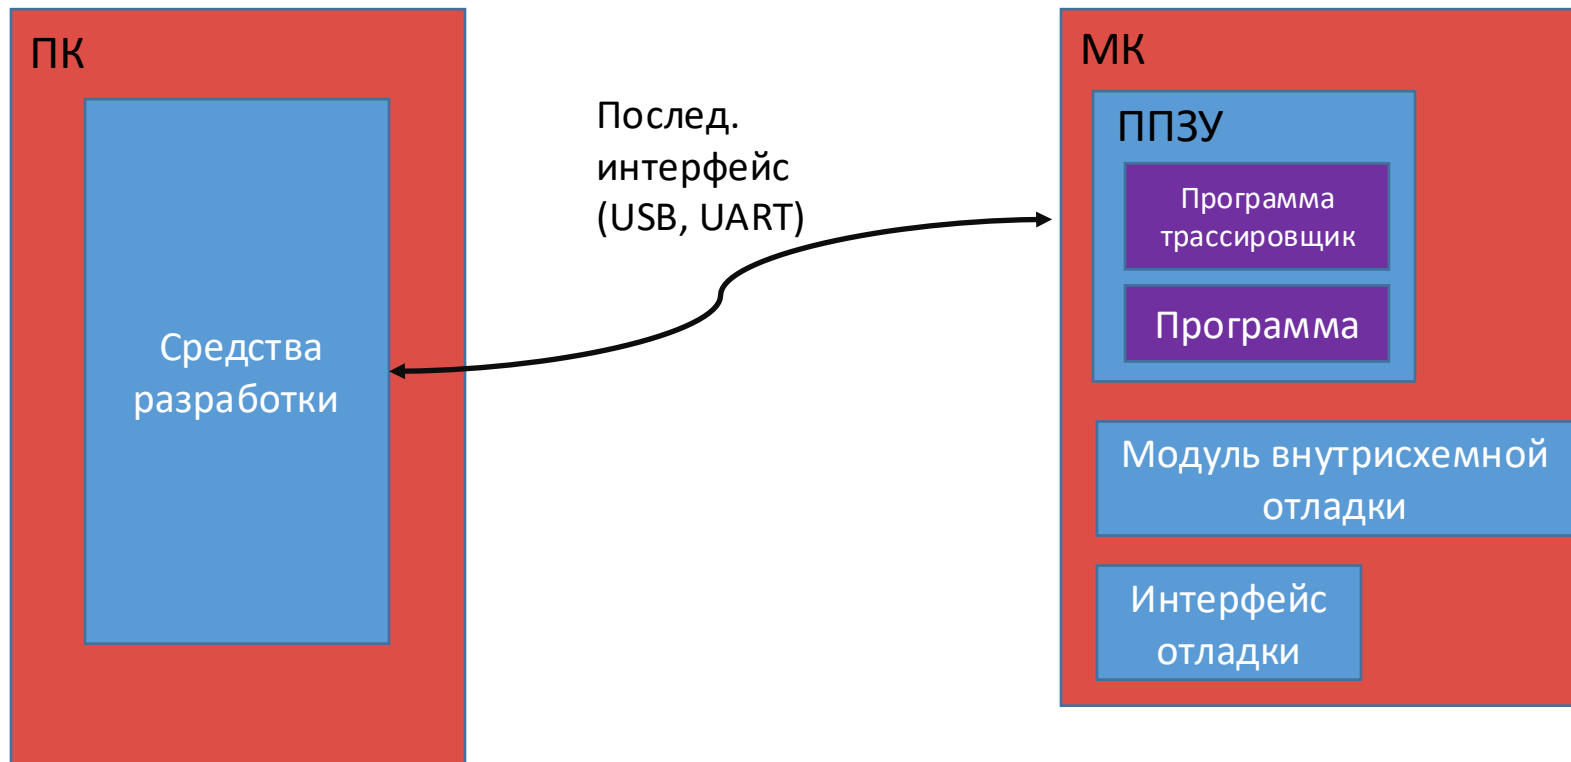 ПК
Средства
разработки
Послед.
интерфейс
(USB, UART)
МК
ППЗУ
Программа
трассировщик
Программа
Модуль внутрисхемной
отладки
Интерфейс
отладки